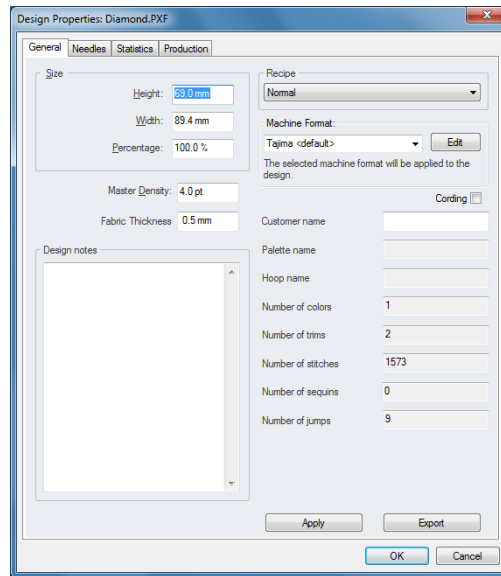 Design Properties: Diamond.PXF
General Needles Statistics Production
Size
Height: 69.0 mm
Width: 89.4 mm
Percentage: 100.0 %
Master Density: 4.0 pt
Fabric Thickness 0.5 mm
Design notes
Recipe
Normal
Machine Format:
Tajima <default> Edit
The selected machine format will be applied to the
design.
Cording
Customer name
Palette name
Hoop name
Number of colors 1
Number of trims 2
Number of stitches 1573
Number of sequins 0
Number of jumps 9
Apply Export
OK Cancel